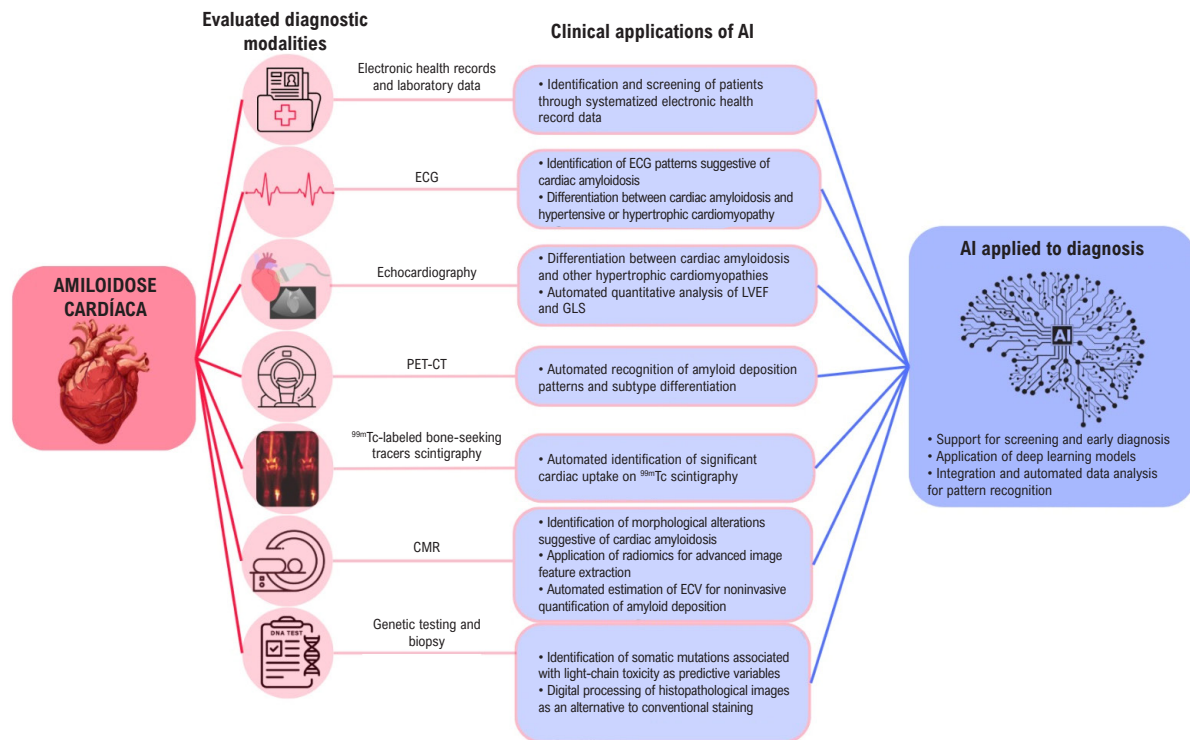 Evaluated diagnostic
modalities
Clinical applications of AI
Electronic health records
and laboratory data
• Identification and screening of patients
through systematized electronic health
record data
ECG
• Identification of ECG patterns suggestive of
cardiac amyloidosis
• Differentiation between cardiac amyloidosis and
hypertensive or hypertrophic cardiomyopathy
AMILOIDOSE
CARDÍACA
Echocardiography
• Differentiation between cardiac amyloidosis
and other hypertrophic cardiomyopathies
• Automated quantitative analysis of LVEF
and GLS
PET-CT
• Automated recognition of amyloid deposition
patterns and subtype differentiation
⁹⁹ᵐTc-labeled bone-seeking
tracers scintigraphy
• Automated identification of significant
cardiac uptake on ⁹⁹ᵐTc scintigraphy
CMR
• Identification of morphological alterations
suggestive of cardiac amyloidosis
• Application of radiomics for advanced image
feature extraction
• Automated estimation of ECV for noninvasive
quantification of amyloid deposition
DNA TEST
Genetic testing and
biopsy
• Identification of somatic mutations associated
with light-chain toxicity as predictive variables
• Digital processing of histopathological images
as an alternative to conventional staining
AI applied to diagnosis
AI
• Support for screening and early diagnosis
• Application of deep learning models
• Integration and automated data analysis
for pattern recognition